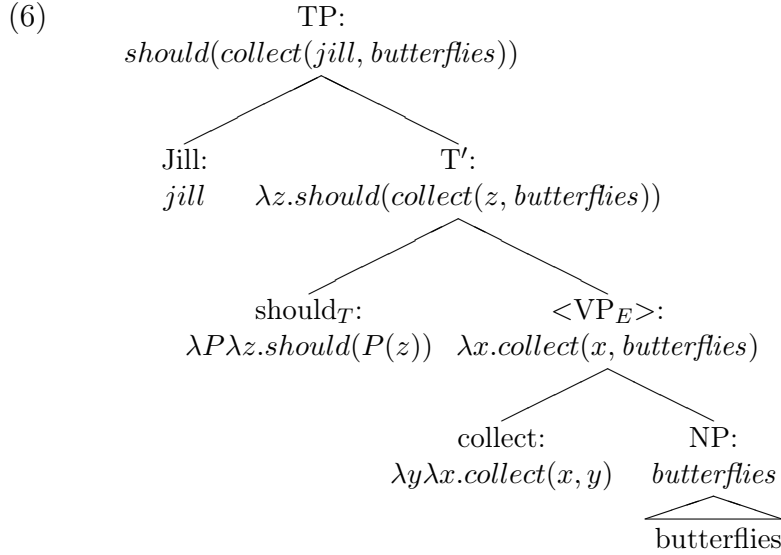 (6) TP:
should(collect(jill, butterflies))
Jill: T′:
jill λz.should(collect(z, butterflies))
should_T: <VP_E>:
λPλz.should(P(z)) λx.collect(x, butterflies)
collect: NP:
λyλx.collect(x, y) butterflies
butterflies